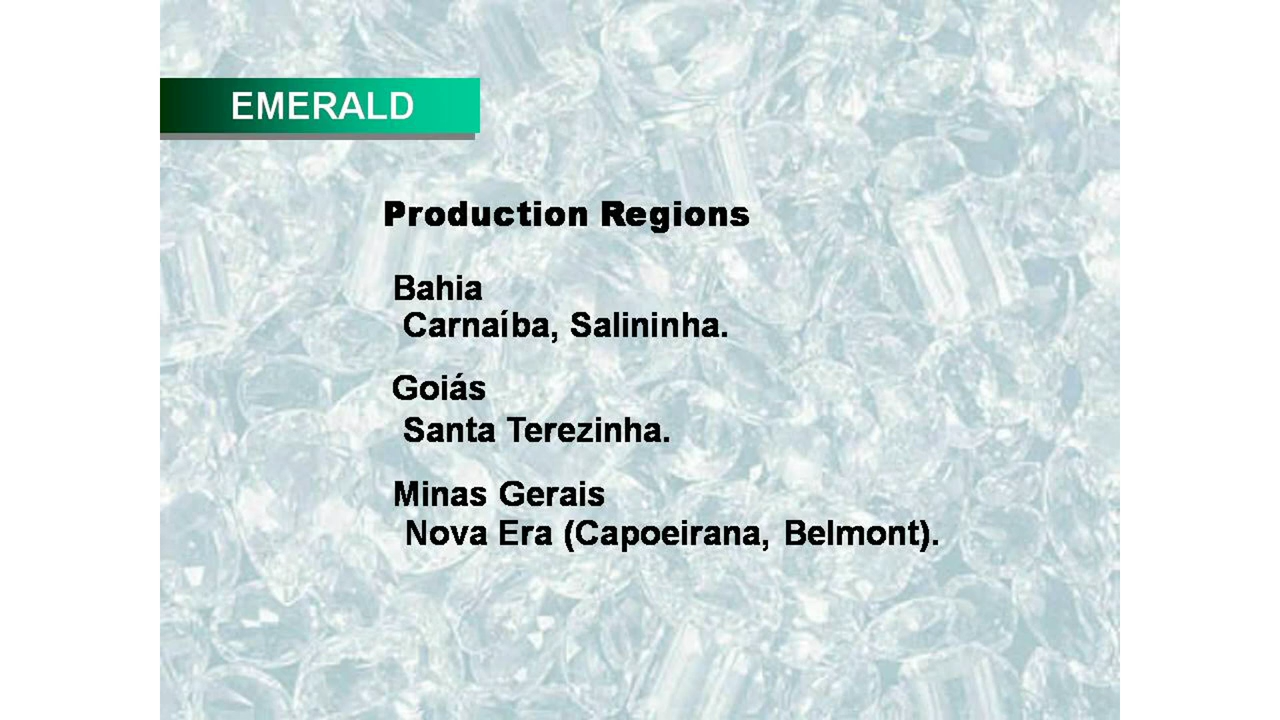 EMERALD
Production Regions
Bahia
Carnaíba, Salininha.
Goiás
Santa Terezinha.
Minas Gerais
Nova Era (Capoeirana, Belmont).